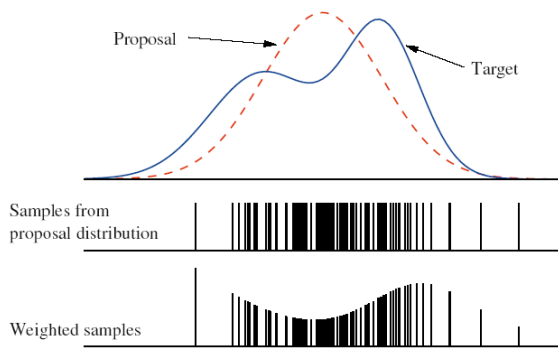 Proposal
Target
Samples from
proposal distribution
Weighted samples